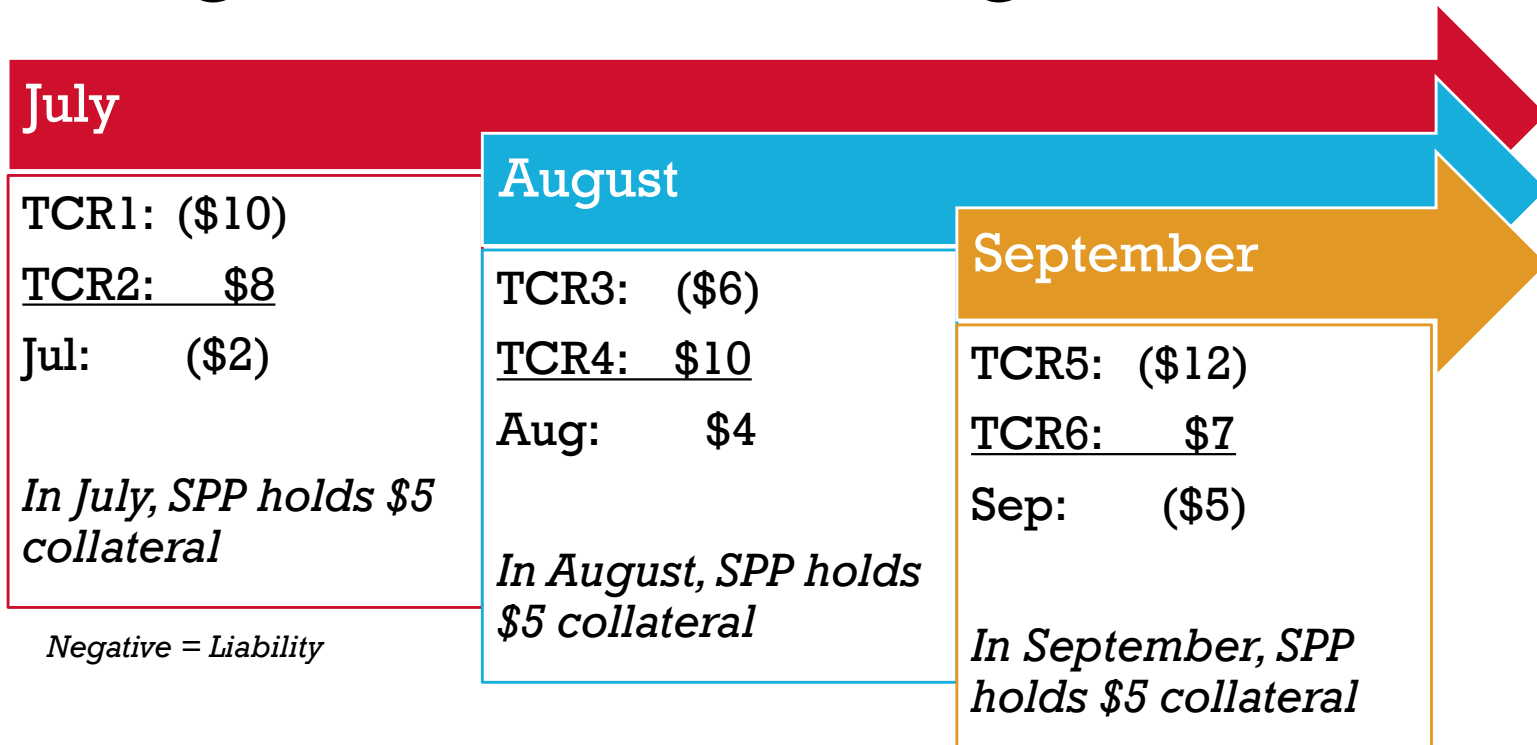 July
TCR1: ($10)
TCR2: $8
Jul: ($2)
In July, SPP holds $5
collateral
Negative = Liability
August
TCR3: ($6)
TCR4: $10
Aug: $4
In August, SPP holds
$5 collateral
September
TCR5: ($12)
TCR6: $7
Sep: ($5)
In September, SPP
holds $5 collateral